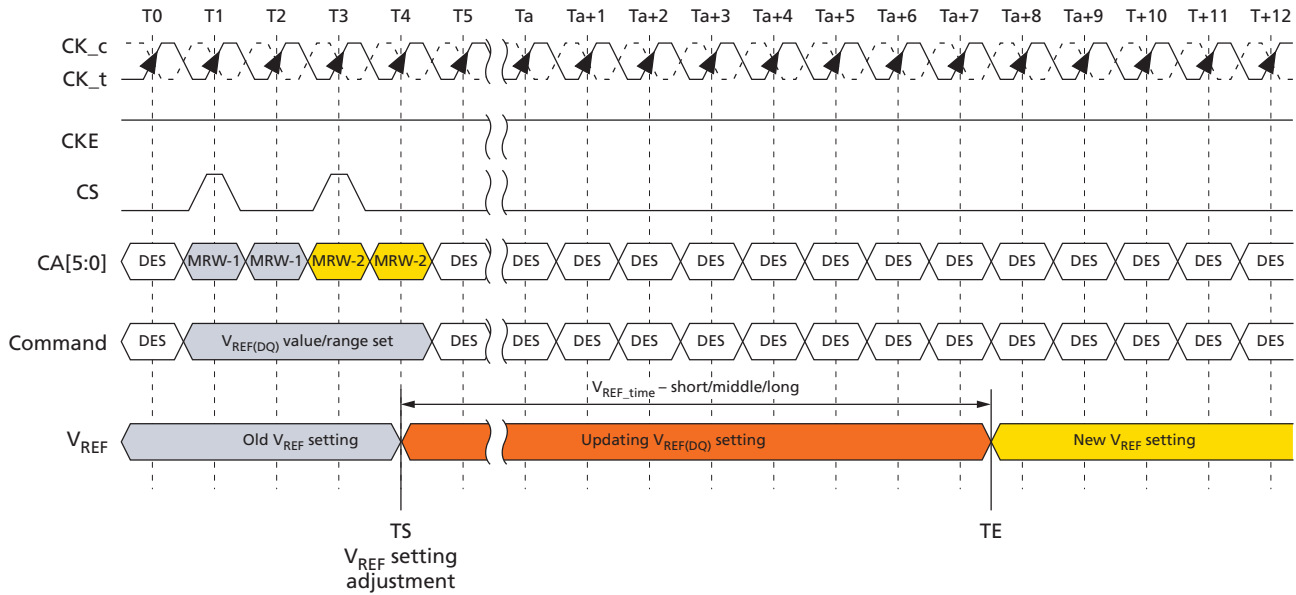 T0 T1 T2 T3 T4 T5 Ta Ta+1 Ta+2 Ta+3 Ta+4 Ta+5 Ta+6 Ta+7 Ta+8 Ta+9 T+10 T+11 T+12
CK_c
CK_t
CKE
CS
CA[5:0] DES MRW-1 MRW-1 MRW-2 MRW-2 DES DES DES DES DES DES DES DES DES DES DES DES DES DES
Command DES VREF(DQ) value/range set DES DES DES DES DES DES DES DES DES DES DES DES DES DES
VREF_time – short/middle/long
VREF Old VREF setting Updating VREF(DQ) setting New VREF setting
TS TE
VREF setting
adjustment